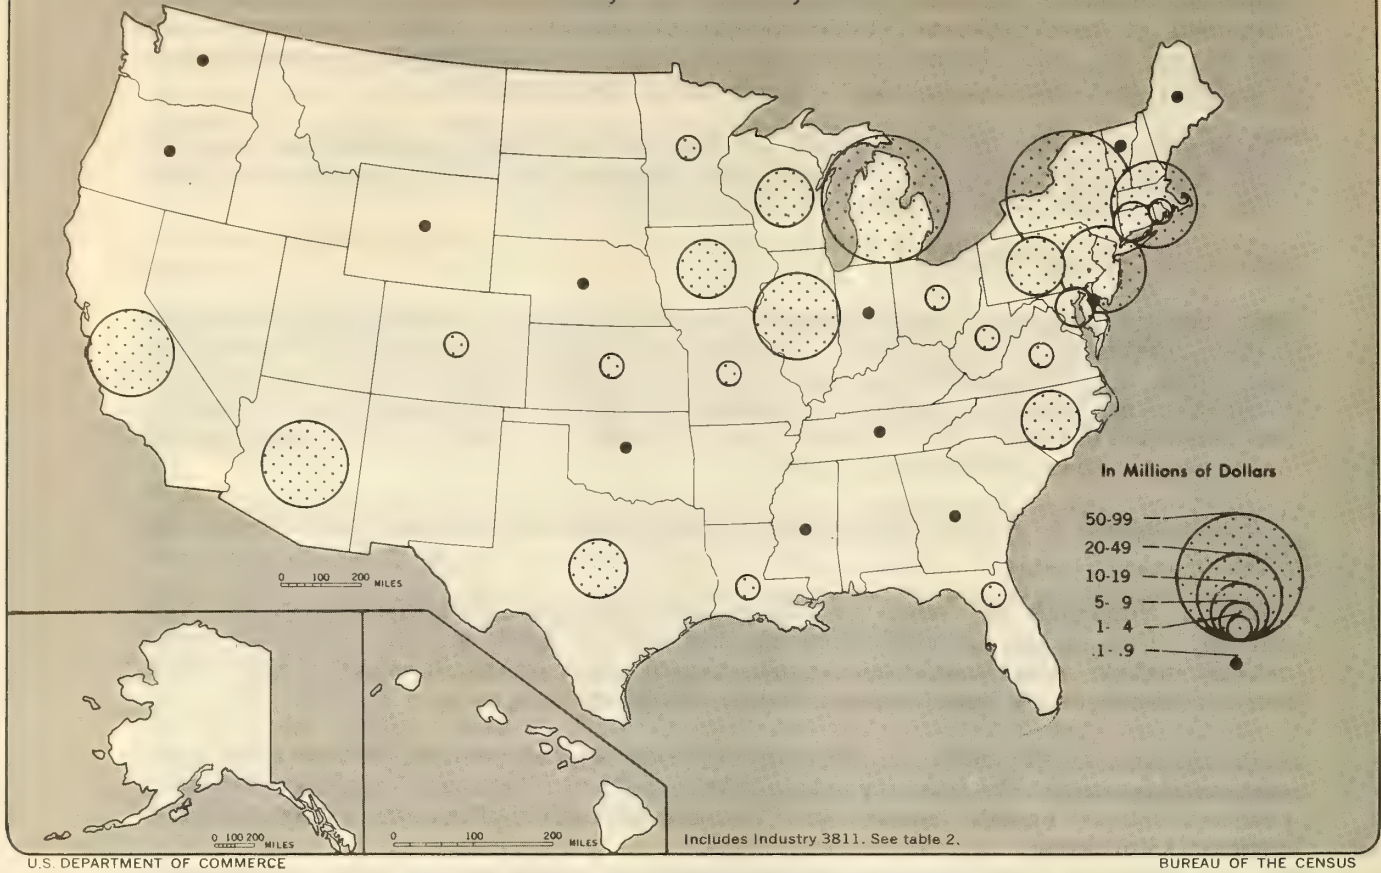 In Millions of Dollars
50-99
20-49
10-19
5- 9
1- 4
.1- .9
0 100 200 MILES
0 100 200 MILES
0 100 200 MILES
Includes Industry 3811. See table 2.
U.S. DEPARTMENT OF COMMERCE
BUREAU OF THE CENSUS